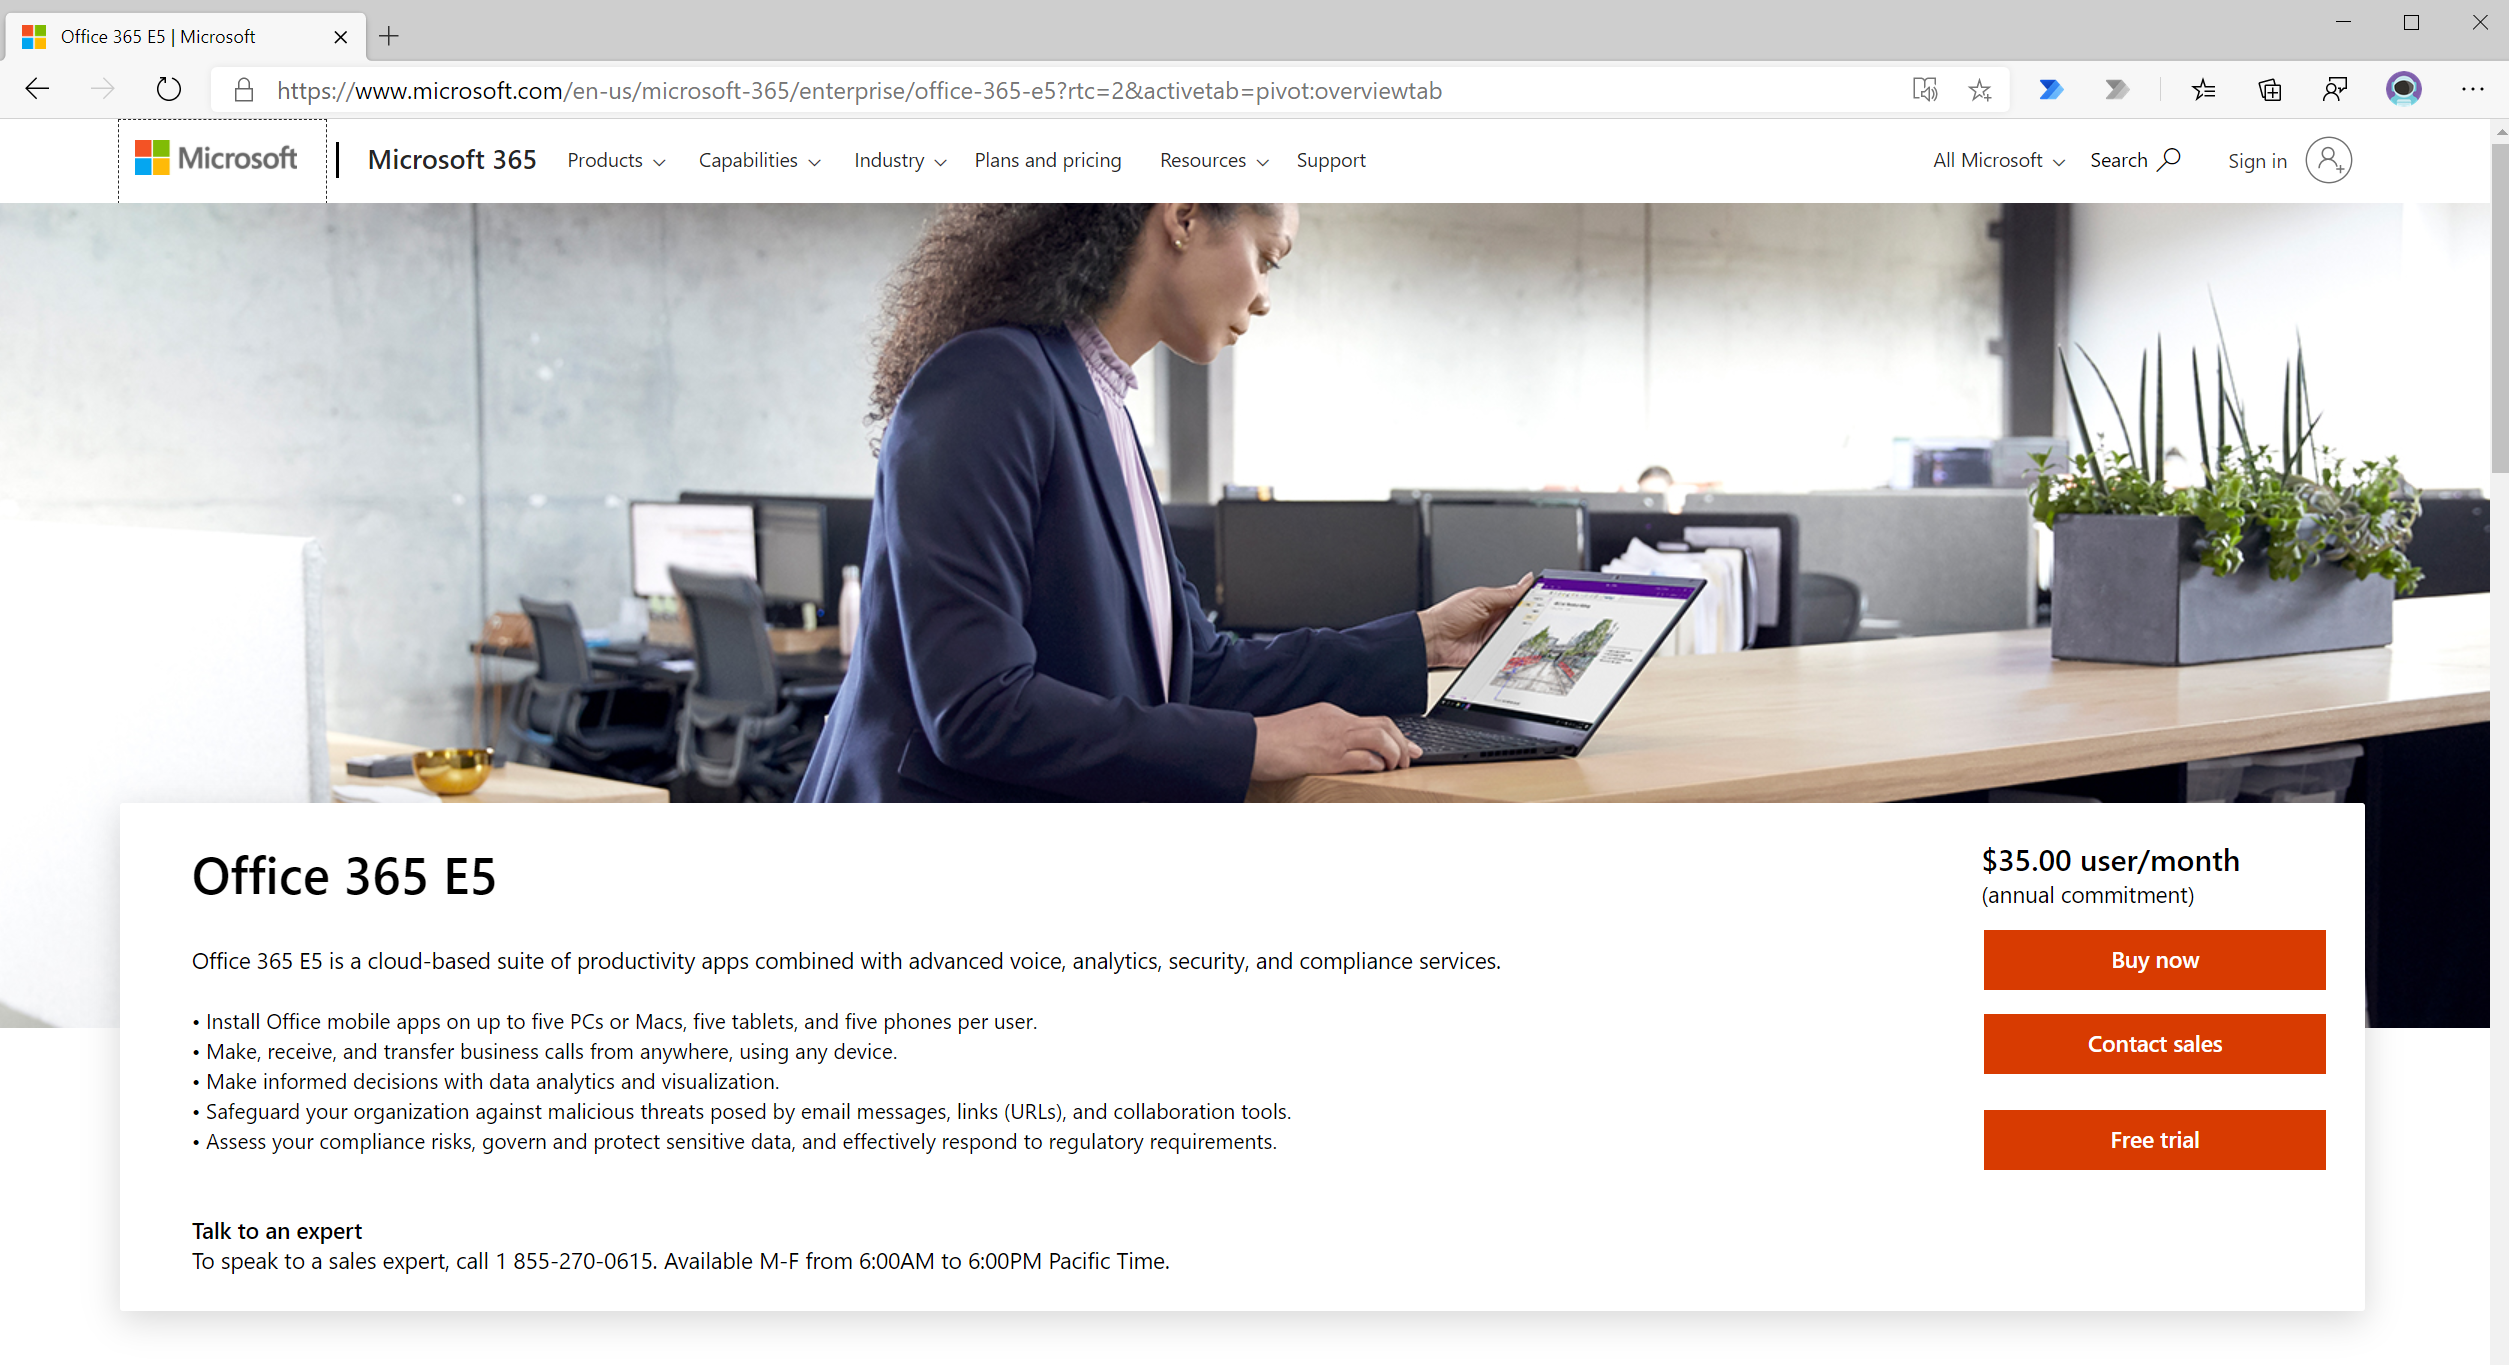 Office 365 E5 | Microsoft
https://www.microsoft.com/en-us/microsoft-365/enterprise/office-365-e5?rtc=2&activetab=pivot:overviewtab
Microsoft
Microsoft 365 Products Capabilities Industry Plans and pricing Resources Support All Microsoft Search Sign in
Office 365 E5
$35.00 user/month
(annual commitment)
Buy now
Office 365 E5 is a cloud-based suite of productivity apps combined with advanced voice, analytics, security, and compliance services.
• Install Office mobile apps on up to five PCs or Macs, five tablets, and five phones per user.
• Make, receive, and transfer business calls from anywhere, using any device.
• Make informed decisions with data analytics and visualization.
• Safeguard your organization against malicious threats posed by email messages, links (URLs), and collaboration tools.
• Assess your compliance risks, govern and protect sensitive data, and effectively respond to regulatory requirements.
Contact sales
Free trial
Talk to an expert
To speak to a sales expert, call 1 855-270-0615. Available M-F from 6:00AM to 6:00PM Pacific Time.